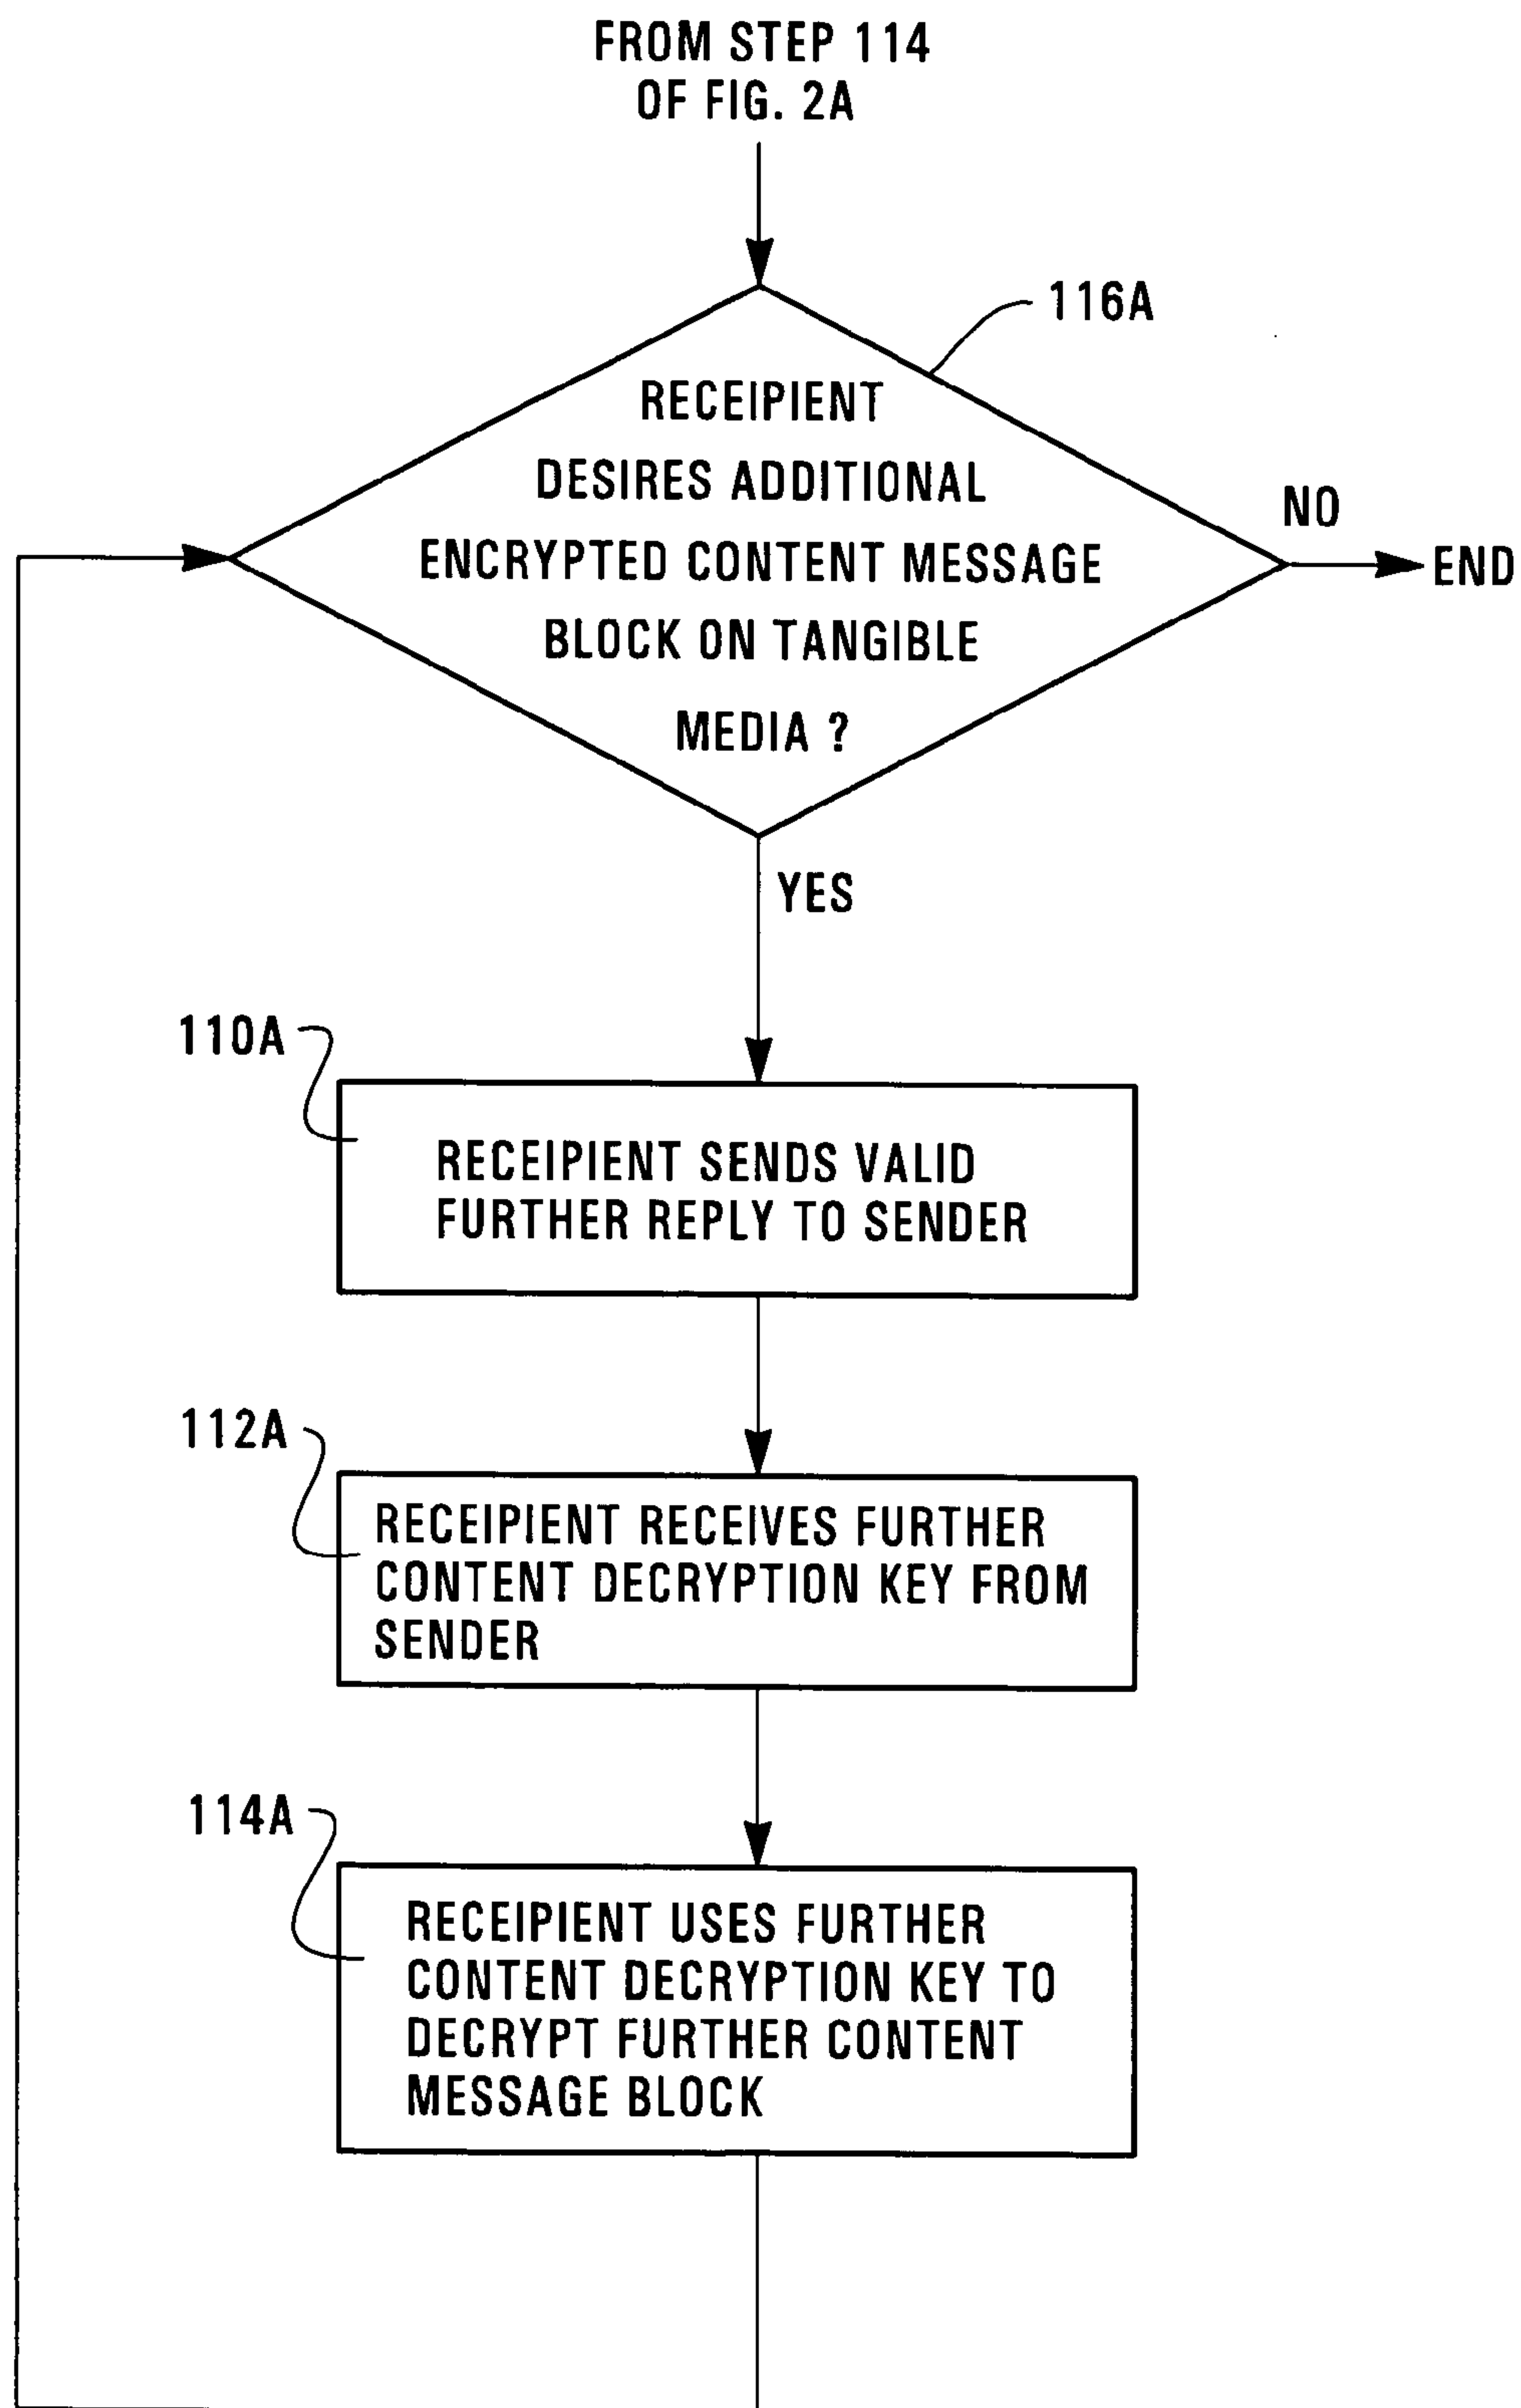 FROM STEP 114
OF FIG. 2A
116A
RECEIPIENT
DESIRES ADDITIONAL
ENCRYPTED CONTENT MESSAGE
BLOCK ON TANGIBLE
MEDIA ?
NO
END
YES
110A
RECEIPIENT SENDS VALID
FURTHER REPLY TO SENDER
112A
RECEIPIENT RECEIVES FURTHER
CONTENT DECRYPTION KEY FROM
SENDER
114A
RECEIPIENT USES FURTHER
CONTENT DECRYPTION KEY TO
DECRYPT FURTHER CONTENT
MESSAGE BLOCK